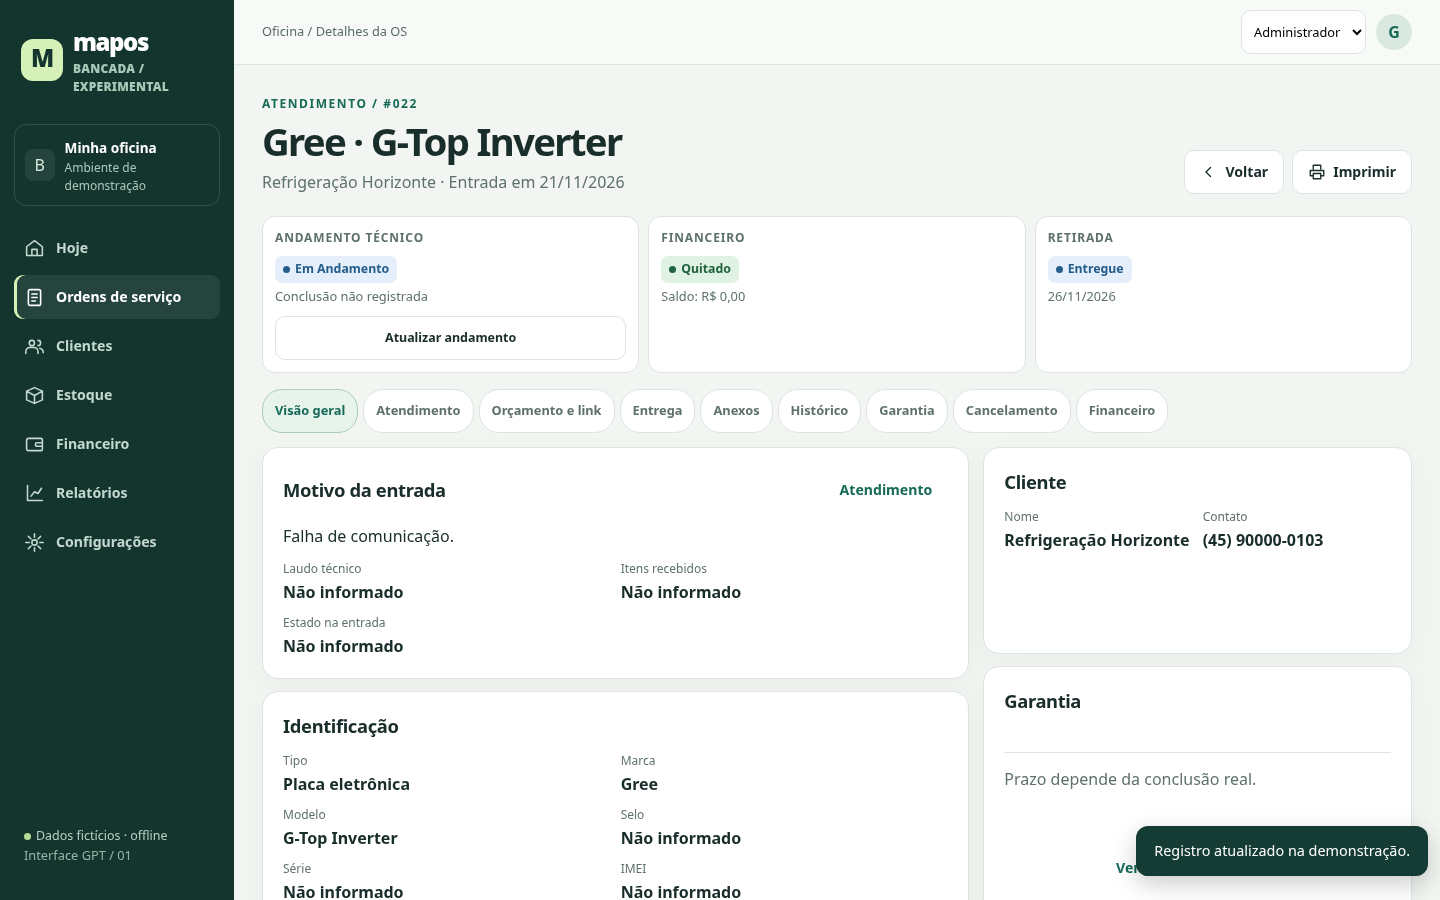 M
mapos
BANCADA /
EXPERIMENTAL
B
Minha oficina
Ambiente de
demonstração
Hoje
Ordens de serviço
Clientes
Estoque
Financeiro
Relatórios
Configurações
Dados fictícios · offline
Interface GPT / 01
Oficina / Detalhes da OS
Administrador
G
ATENDIMENTO / #022
Gree · G-Top Inverter
Refrigeração Horizonte · Entrada em 21/11/2026
Voltar
Imprimir
ANDAMENTO TÉCNICO
Em Andamento
Conclusão não registrada
Atualizar andamento
FINANCEIRO
Quitado
Saldo: R$ 0,00
RETIRADA
Entregue
26/11/2026
Visão geral
Atendimento
Orçamento e link
Entrega
Anexos
Histórico
Garantia
Cancelamento
Financeiro
Motivo da entrada
Atendimento
Falha de comunicação.
Laudo técnico
Não informado
Itens recebidos
Não informado
Estado na entrada
Não informado
Identificação
Tipo
Placa eletrônica
Marca
Gree
Modelo
G-Top Inverter
Selo
Não informado
Série
Não informado
IMEI
Não informado
Cliente
Nome
Refrigeração Horizonte
Contato
(45) 90000-0103
Garantia
Prazo depende da conclusão real.
Registro atualizado na demonstração.